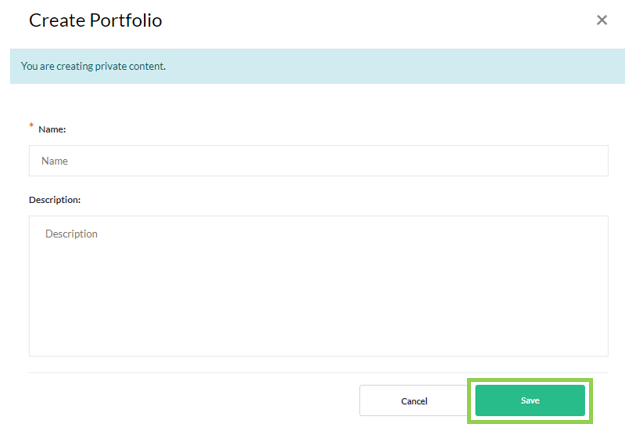 Create Portfolio
You are creating private content.
* Name:
Name
Description:
Description
Cancel Save